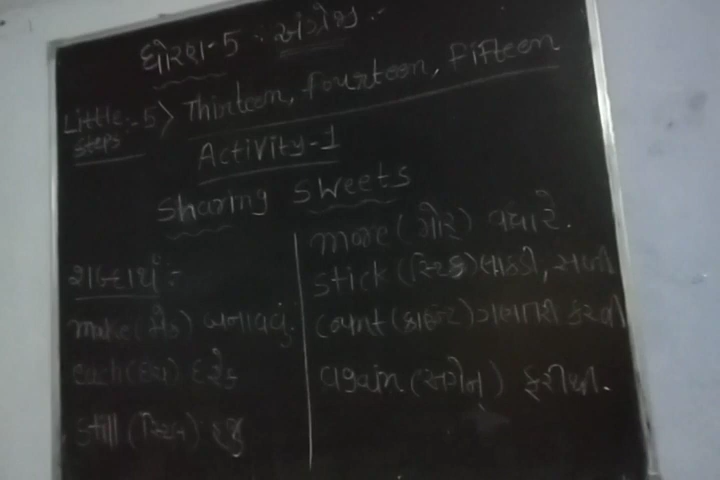 ધોરણ-5 : અંગ્રેજી.-
Little Steps:-5> Thirteen, fourteen, Fifteen
Activity-1
Sharing Sweets
શબ્દાર્થ :-
make (મેક) બનાવવું.
each (ઇચ) દરેક
still (સ્ટિલ) હજુ
more (મોર) વધારે.
stick (સ્ટિક) લાકડી, સળી
count (કાઉન્ટ) ગણતરી કરવી
again (અગેન) ફરીથી.